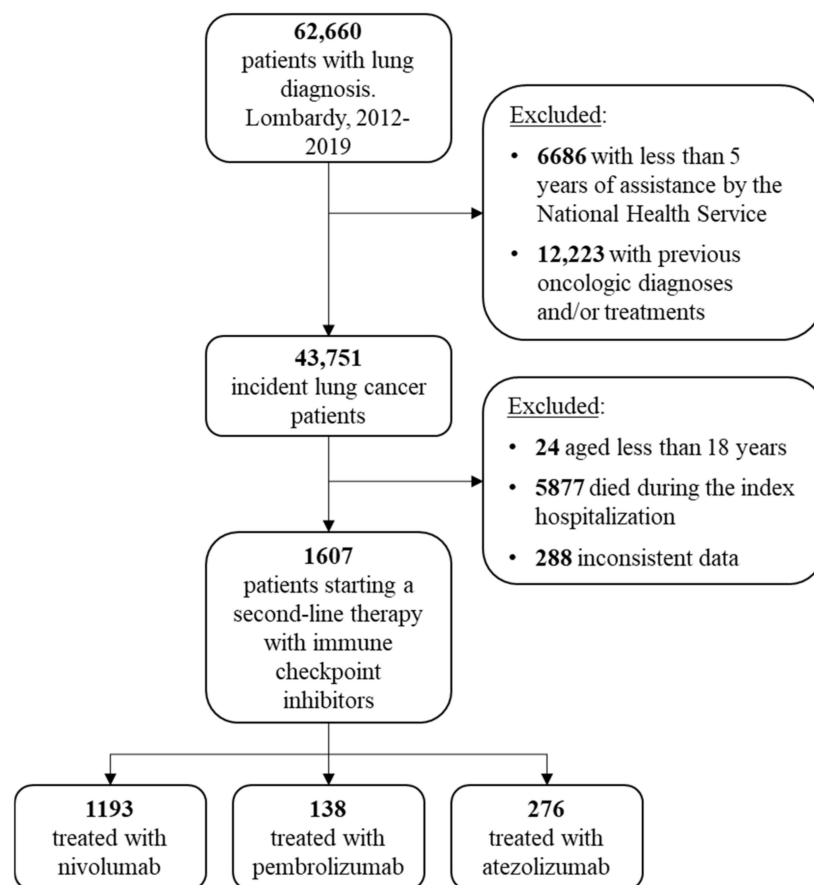 62,660
patients with lung
diagnosis.
Lombardy, 2012-
2019
Excluded:
• 6686 with less than 5
years of assistance by the
National Health Service
• 12,223 with previous
oncologic diagnoses
and/or treatments
43,751
incident lung cancer
patients
Excluded:
• 24 aged less than 18 years
• 5877 died during the index
hospitalization
• 288 inconsistent data
1607
patients starting a
second-line therapy
with immune
checkpoint
inhibitors
1193
treated with
nivolumab
138
treated with
pembrolizumab
276
treated with
atezolizumab